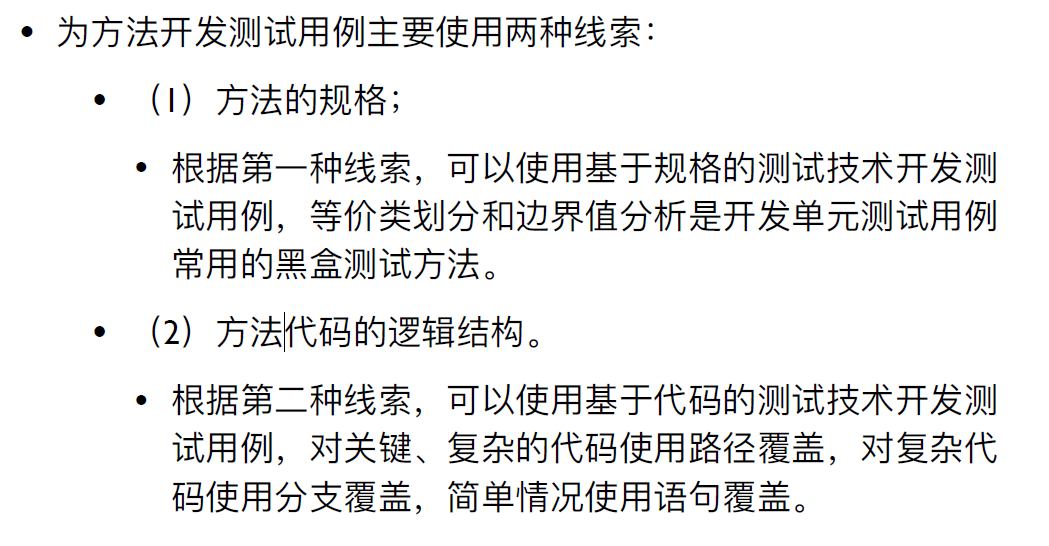 为方法开发测试用例主要使用两种线索：
（1）方法的规格；
根据第一种线索，可以使用基于规格的测试技术开发测
试用例，等价类划分和边界值分析是开发单元测试用例
常用的黑盒测试方法。
（2）方法代码的逻辑结构。
根据第二种线索，可以使用基于代码的测试技术开发测
试用例，对关键、复杂的代码使用路径覆盖，对复杂代
码使用分支覆盖，简单情况使用语句覆盖。